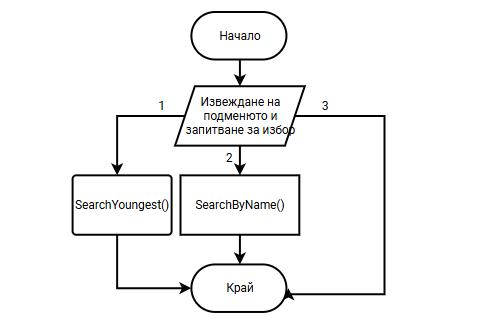 Начало
1
Извеждане на
подменюто и
запитване за избор
3
2
SearchYoungest()
SearchByName()
Край